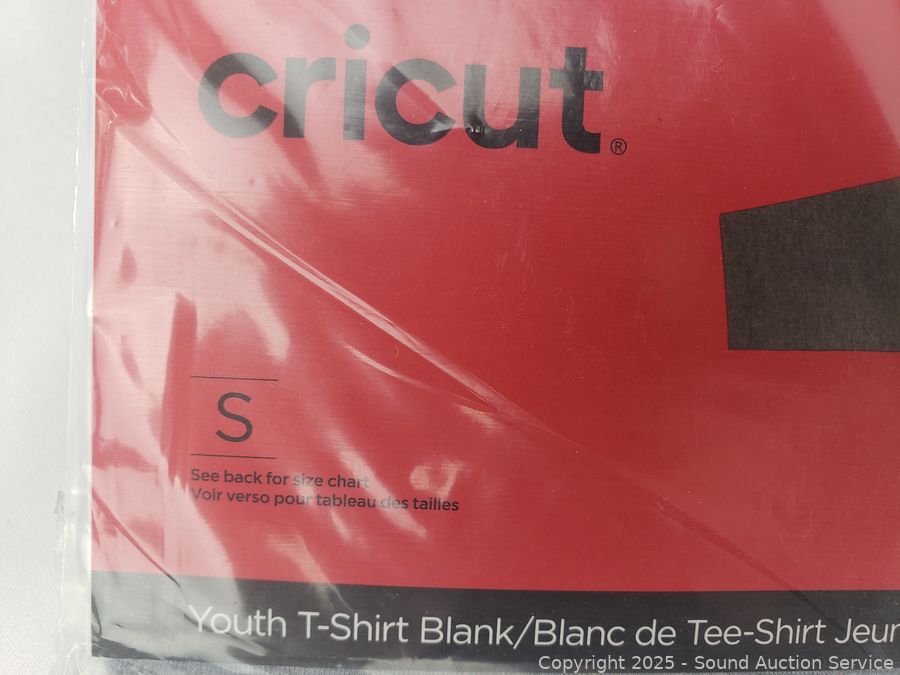 cricut®
S
See back for size chart
Voir verso pour tableau des tailles
Youth T-Shirt Blank/Blanc de Tee-Shirt Jeun
Copyright 2025 - Sound Auction Service